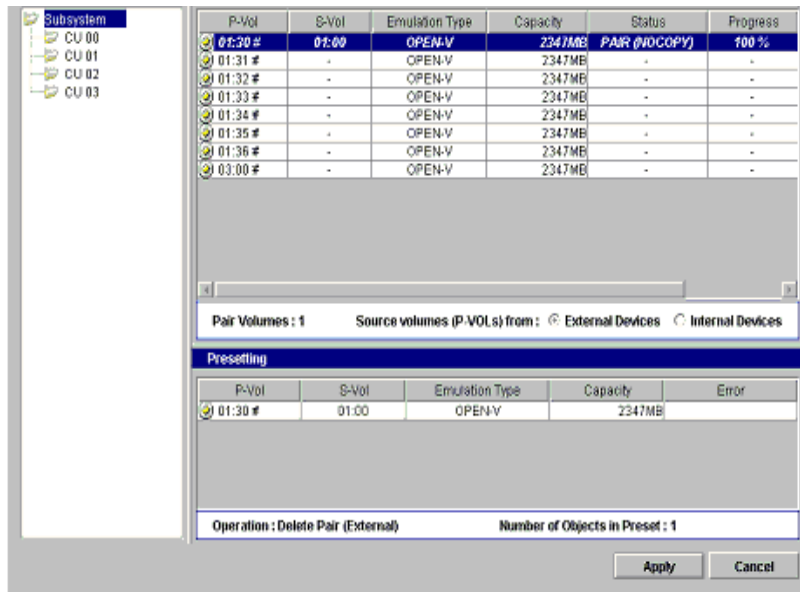 Subsystem
CU 00
CU 01
CU 02
CU 03
P-Vol S-Vol Emulation Type Capacity Status Progress
01:30 # 01:00 OPEN-V 2347MB PAIR (NOCOPY) 100 %
01:31 # - OPEN-V 2347MB - -
01:32 # - OPEN-V 2347MB - -
01:33 # - OPEN-V 2347MB - -
01:34 # - OPEN-V 2347MB - -
01:35 # - OPEN-V 2347MB - -
01:36 # - OPEN-V 2347MB - -
03:00 # - OPEN-V 2347MB - -
Pair Volumes : 1 Source volumes (P-VOLs) from : External Devices Internal Devices
Presetting
P-Vol S-Vol Emulation Type Capacity Error
01:30 # 01:00 OPEN-V 2347MB
Operation : Delete Pair (External) Number of Objects in Preset : 1
Apply Cancel